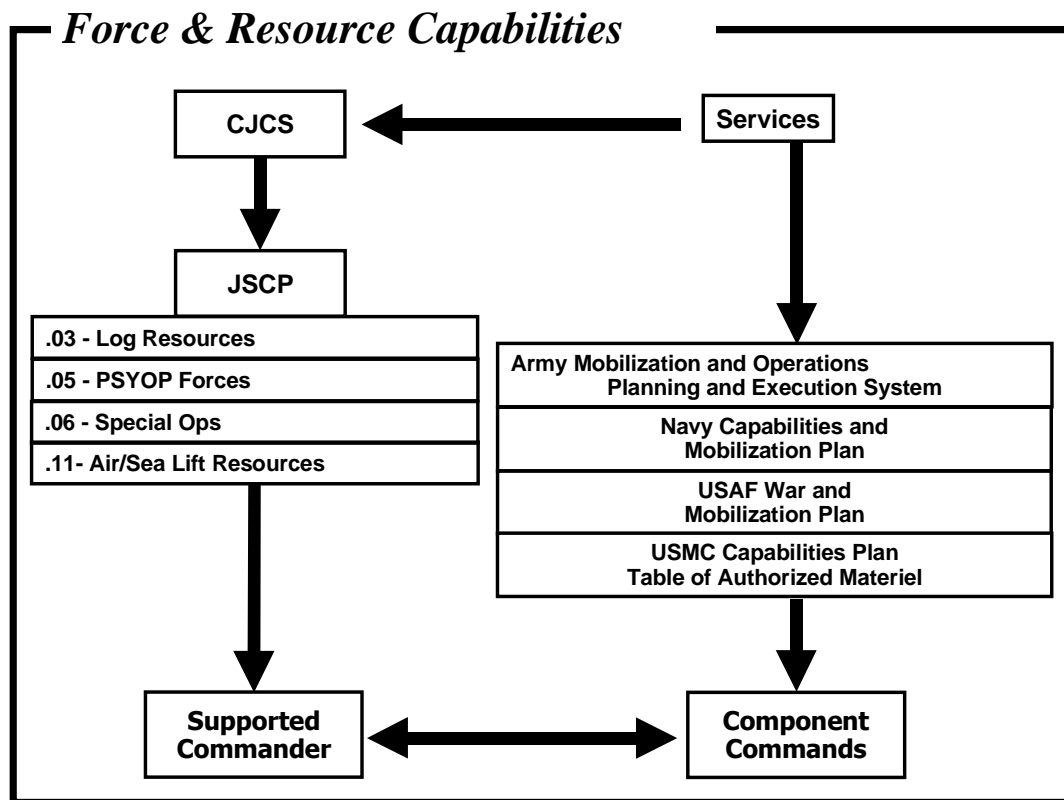 Force & Resource Capabilities
CJCS
Services
JSCP
.03 - Log Resources
.05 - PSYOP Forces
.06 - Special Ops
.11- Air/Sea Lift Resources
Army Mobilization and Operations
Planning and Execution System
Navy Capabilities and
Mobilization Plan
USAF War and
Mobilization Plan
USMC Capabilities Plan
Table of Authorized Materiel
Supported
Commander
Component
Commands